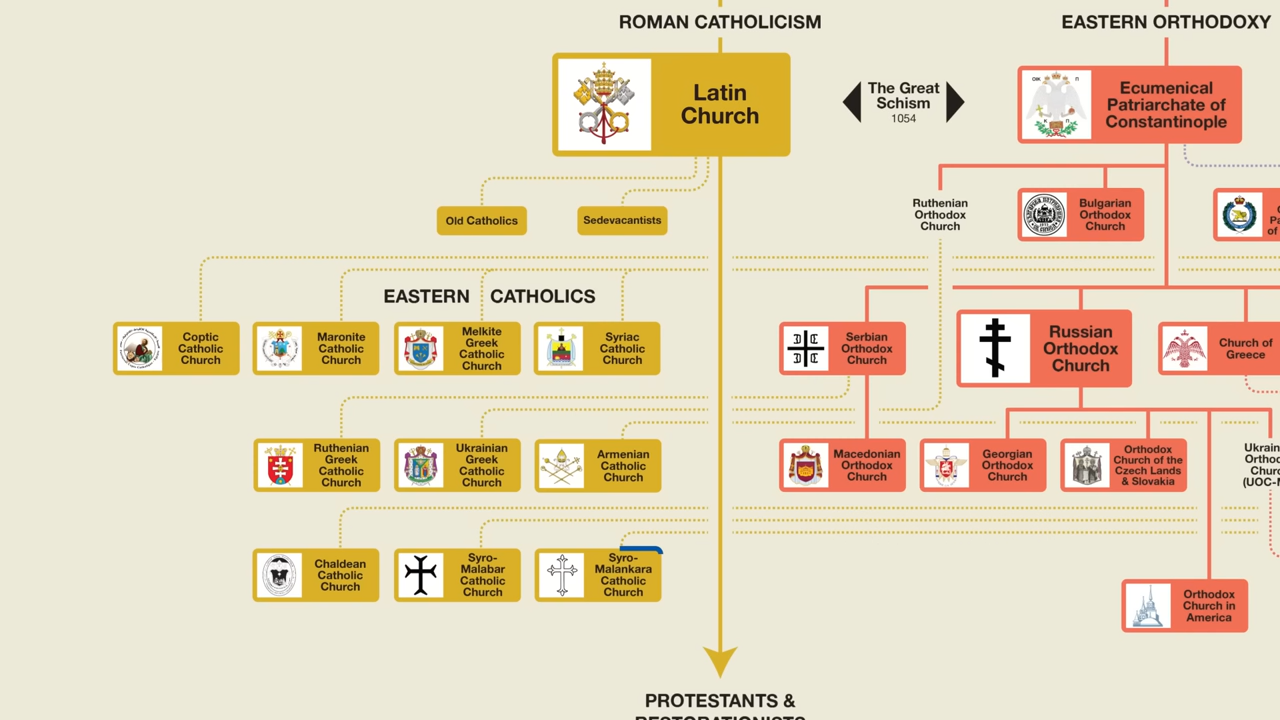 ROMAN CATHOLICISM
EASTERN ORTHODOXY
Latin
Church
The Great
Schism
1054
Ecumenical
Patriarchate of
Constantinople
Old Catholics
Sedevacantists
Ruthenian
Orthodox
Church
Bulgarian
Orthodox
Church
EASTERN CATHOLICS
Coptic
Catholic
Church
Maronite
Catholic
Church
Melkite
Greek
Catholic
Church
Syriac
Catholic
Church
Serbian
Orthodox
Church
Russian
Orthodox
Church
Church of
Greece
Ruthenian
Greek
Catholic
Church
Ukrainian
Greek
Catholic
Church
Armenian
Catholic
Church
Macedonian
Orthodox
Church
Georgian
Orthodox
Church
Orthodox
Church of the
Czech Lands
& Slovakia
Chaldean
Catholic
Church
Syro-
Malabar
Catholic
Church
Syro-
Malankara
Catholic
Church
Orthodox
Church in
America
PROTESTANTS &
RESTORATIONISTS